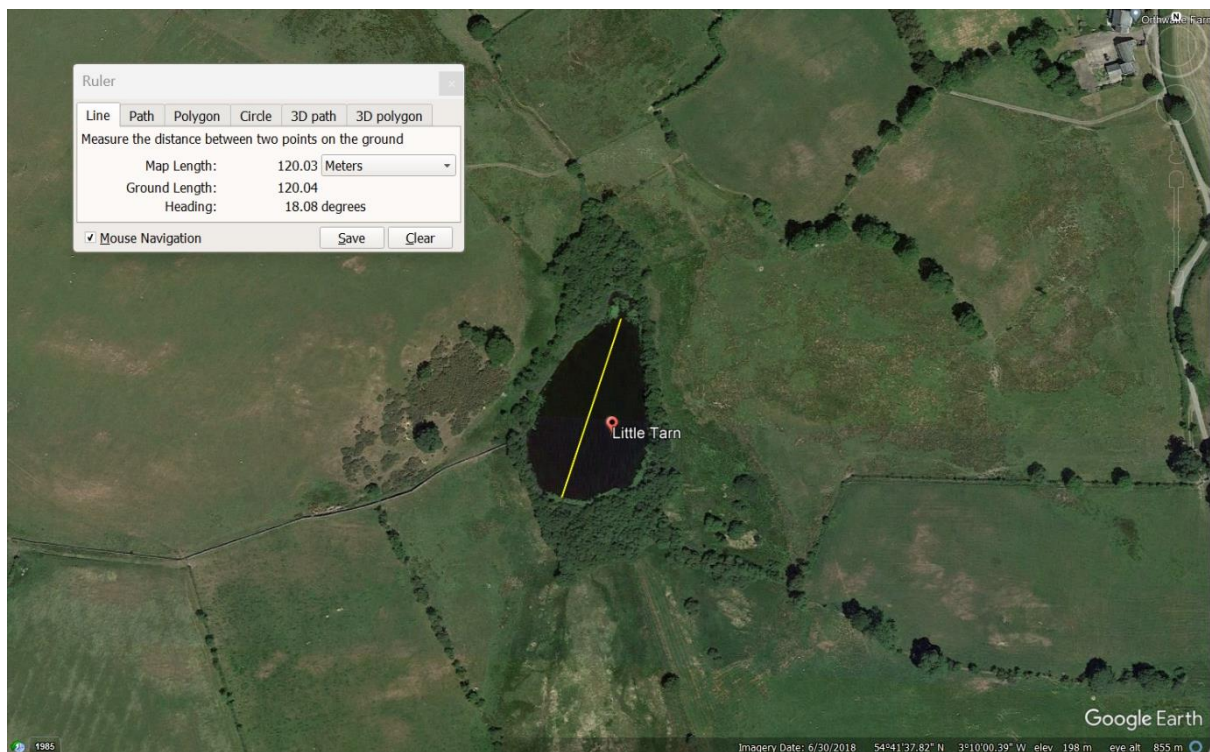 Orthwaite Farm
N
Ruler
Line Path Polygon Circle 3D path 3D polygon
Measure the distance between two points on the ground
Map Length: 120.03 Meters
Ground Length: 120.04
Heading: 18.08 degrees
Mouse Navigation Save Clear
Little Tarn
Google Earth
1985 Imagery Date: 6/30/2018 54°41'37.82" N 3°10'00.39" W elev 198 m eye alt 855 m